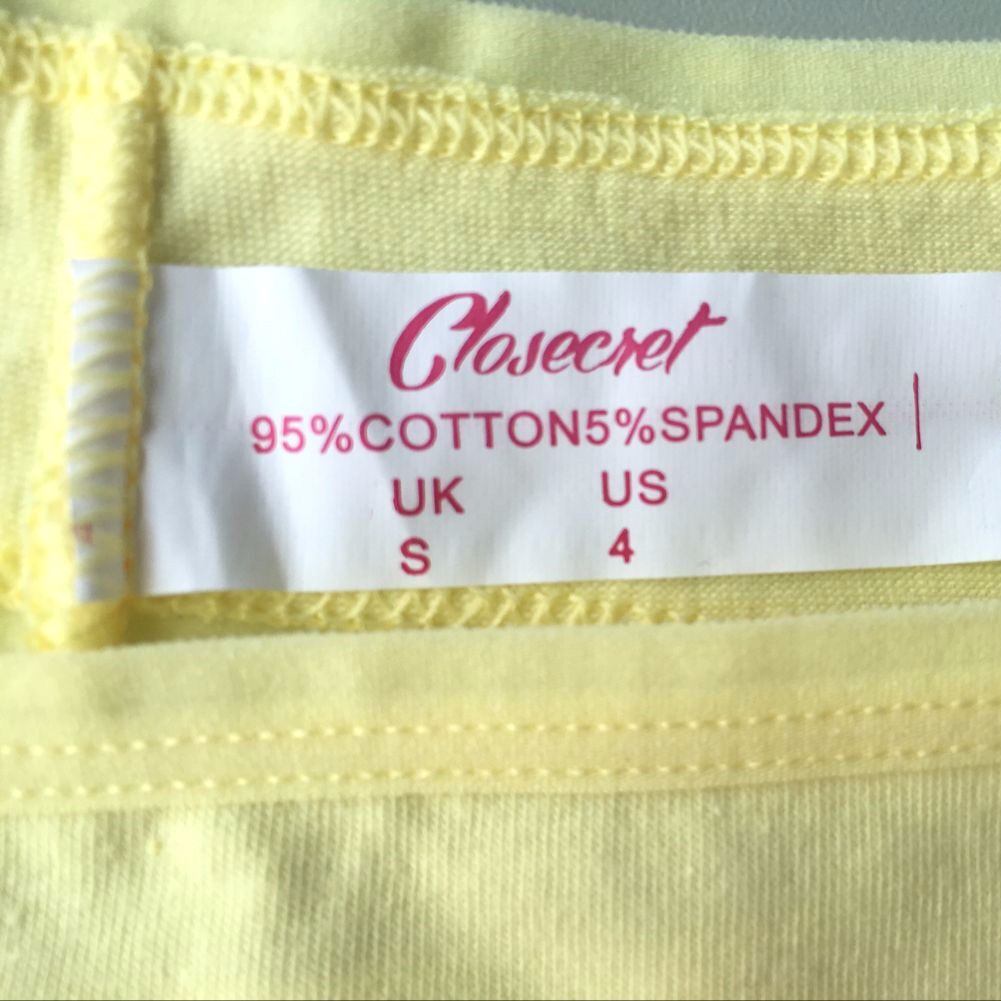 Closecret
95%COTTON5%SPANDEX
UK US
S 4